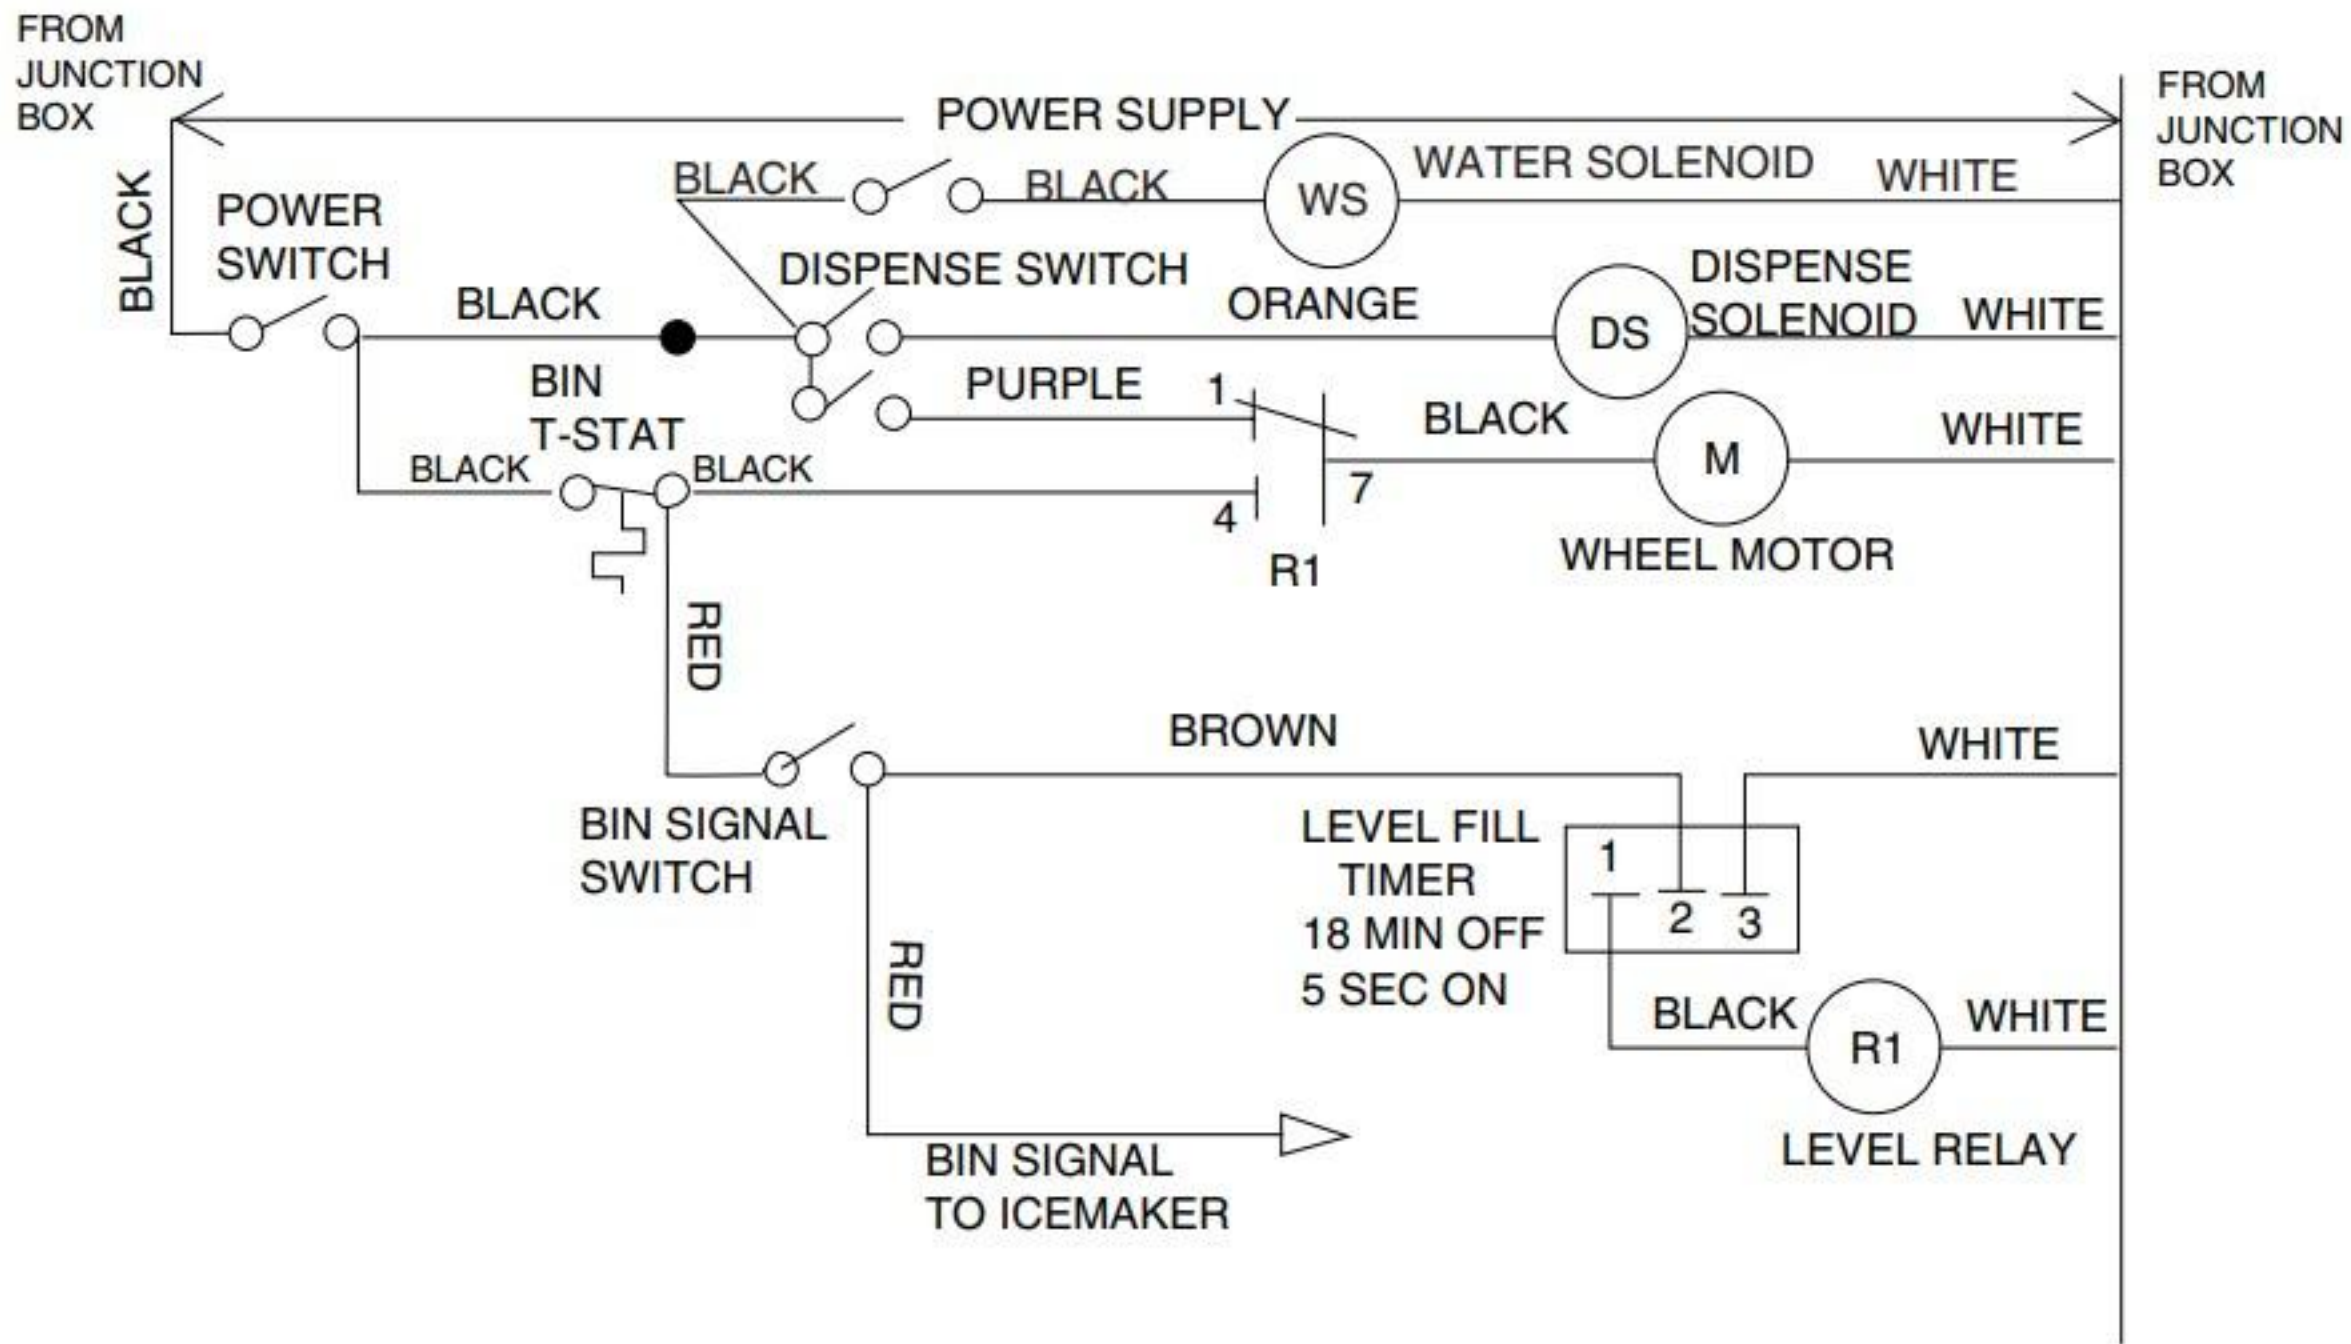 FROM
JUNCTION
BOX
POWER SUPPLY
FROM
JUNCTION
BOX
BLACK
POWER
SWITCH
BLACK
BLACK
WS
WATER SOLENOID
WHITE
BLACK
DISPENSE SWITCH
ORANGE
DS
DISPENSE
SOLENOID
WHITE
BIN
T-STAT
PURPLE
1
BLACK
M
WHITE
BLACK
BLACK
4
7
R1
WHEEL MOTOR
RED
BROWN
WHITE
BIN SIGNAL
SWITCH
LEVEL FILL
TIMER
18 MIN OFF
5 SEC ON
1
2
3
RED
BLACK
R1
WHITE
LEVEL RELAY
BIN SIGNAL
TO ICEMAKER